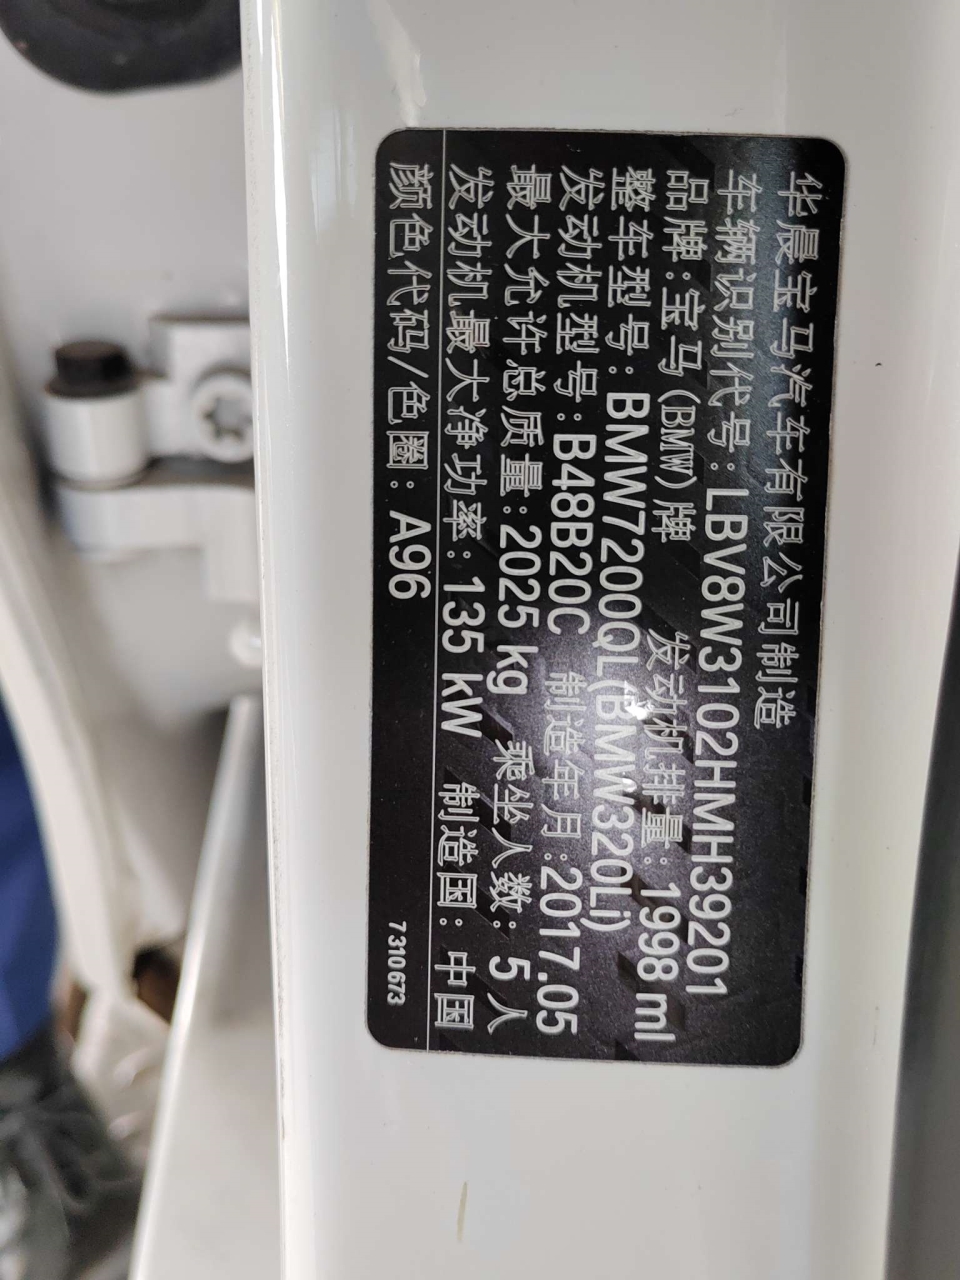 华晨宝马汽车有限公司制造
车辆识别代号:LBV8W3102HMH39201
品牌:宝马(BMW)牌 发动机排量:1998 ml
整车型号:BMW7200QL(BMW320Li)
发动机型号:B48B20C 制造年月:2017.05
最大允许总质量:2025 kg 乘坐人数:5人
发动机最大净功率:135 kW 制造国:中国
颜色代码/色圈:A96 7 310 673